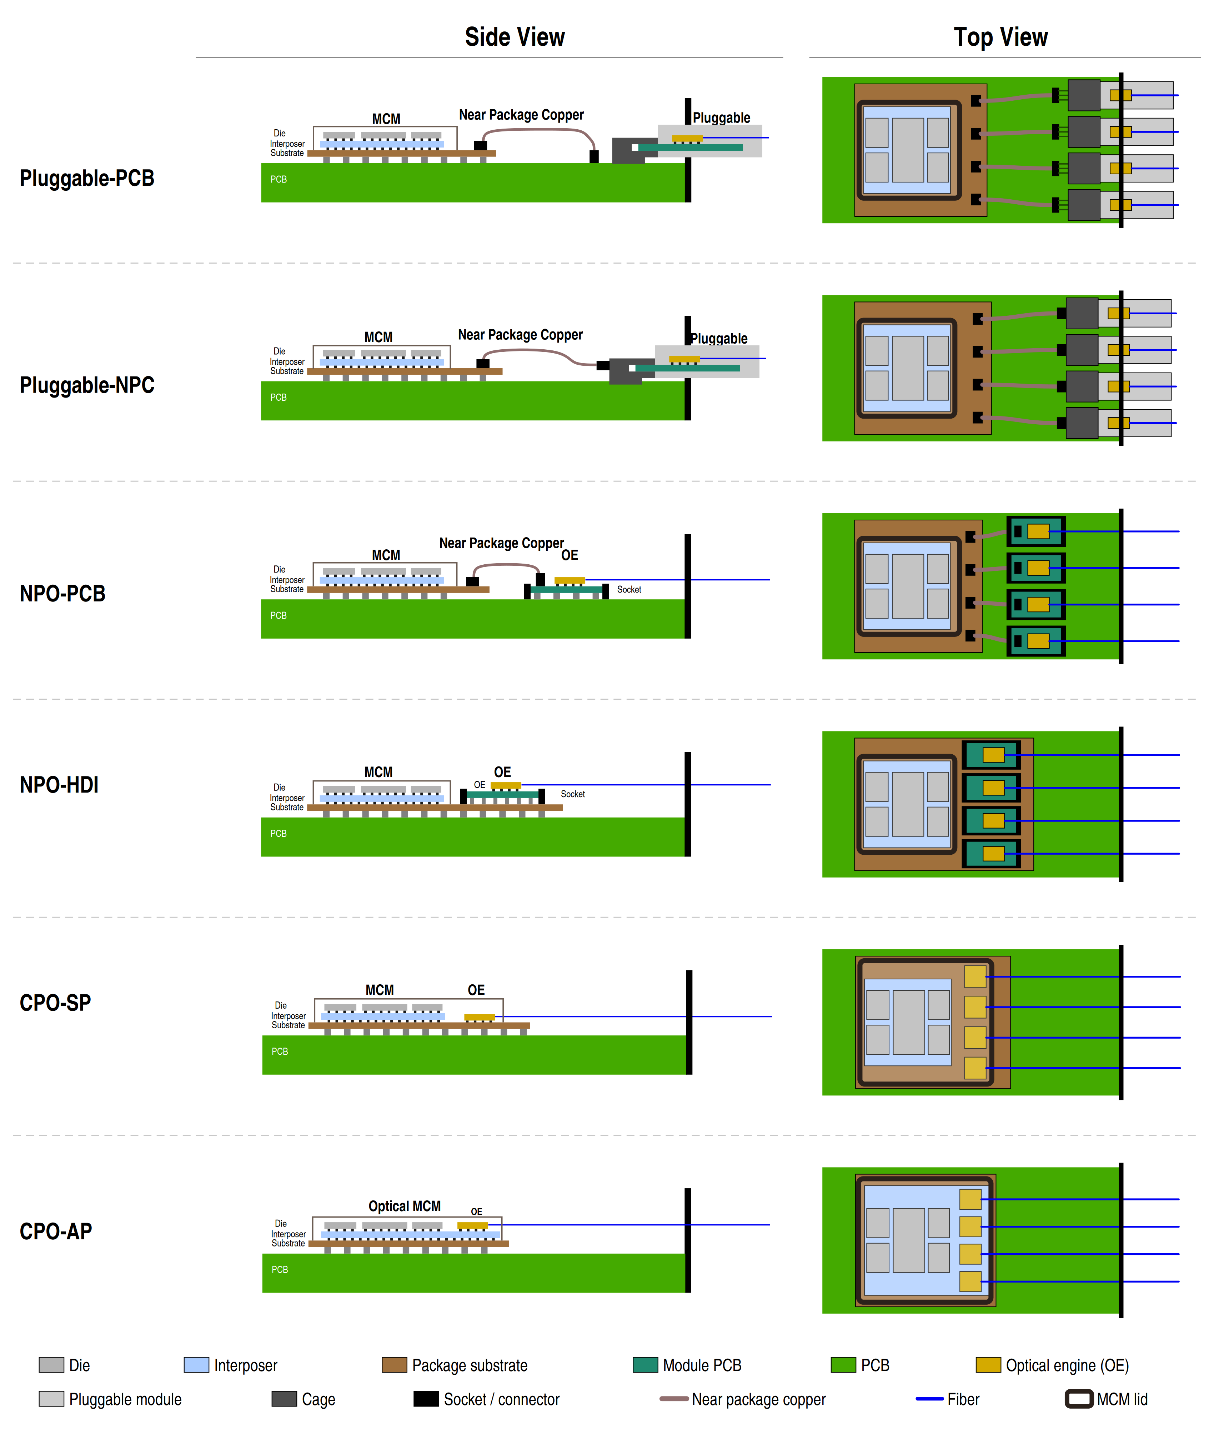 Side View
Top View
Pluggable-PCB
MCM
Near Package Copper
Pluggable
Die
Interposer
Substrate
PCB
Pluggable-NPC
MCM
Near Package Copper
Pluggable
Die
Interposer
Substrate
PCB
NPO-PCB
MCM
Near Package Copper
OE
Die
Interposer
Substrate
Socket
PCB
NPO-HDI
MCM
OE
Die
Interposer
Substrate
OE
Socket
PCB
CPO-SP
MCM
OE
Die
Interposer
Substrate
PCB
CPO-AP
Optical MCM
OE
Die
Interposer
Substrate
PCB
Die
Interposer
Package substrate
Module PCB
PCB
Optical engine (OE)
Pluggable module
Cage
Socket / connector
Near package copper
Fiber
MCM lid